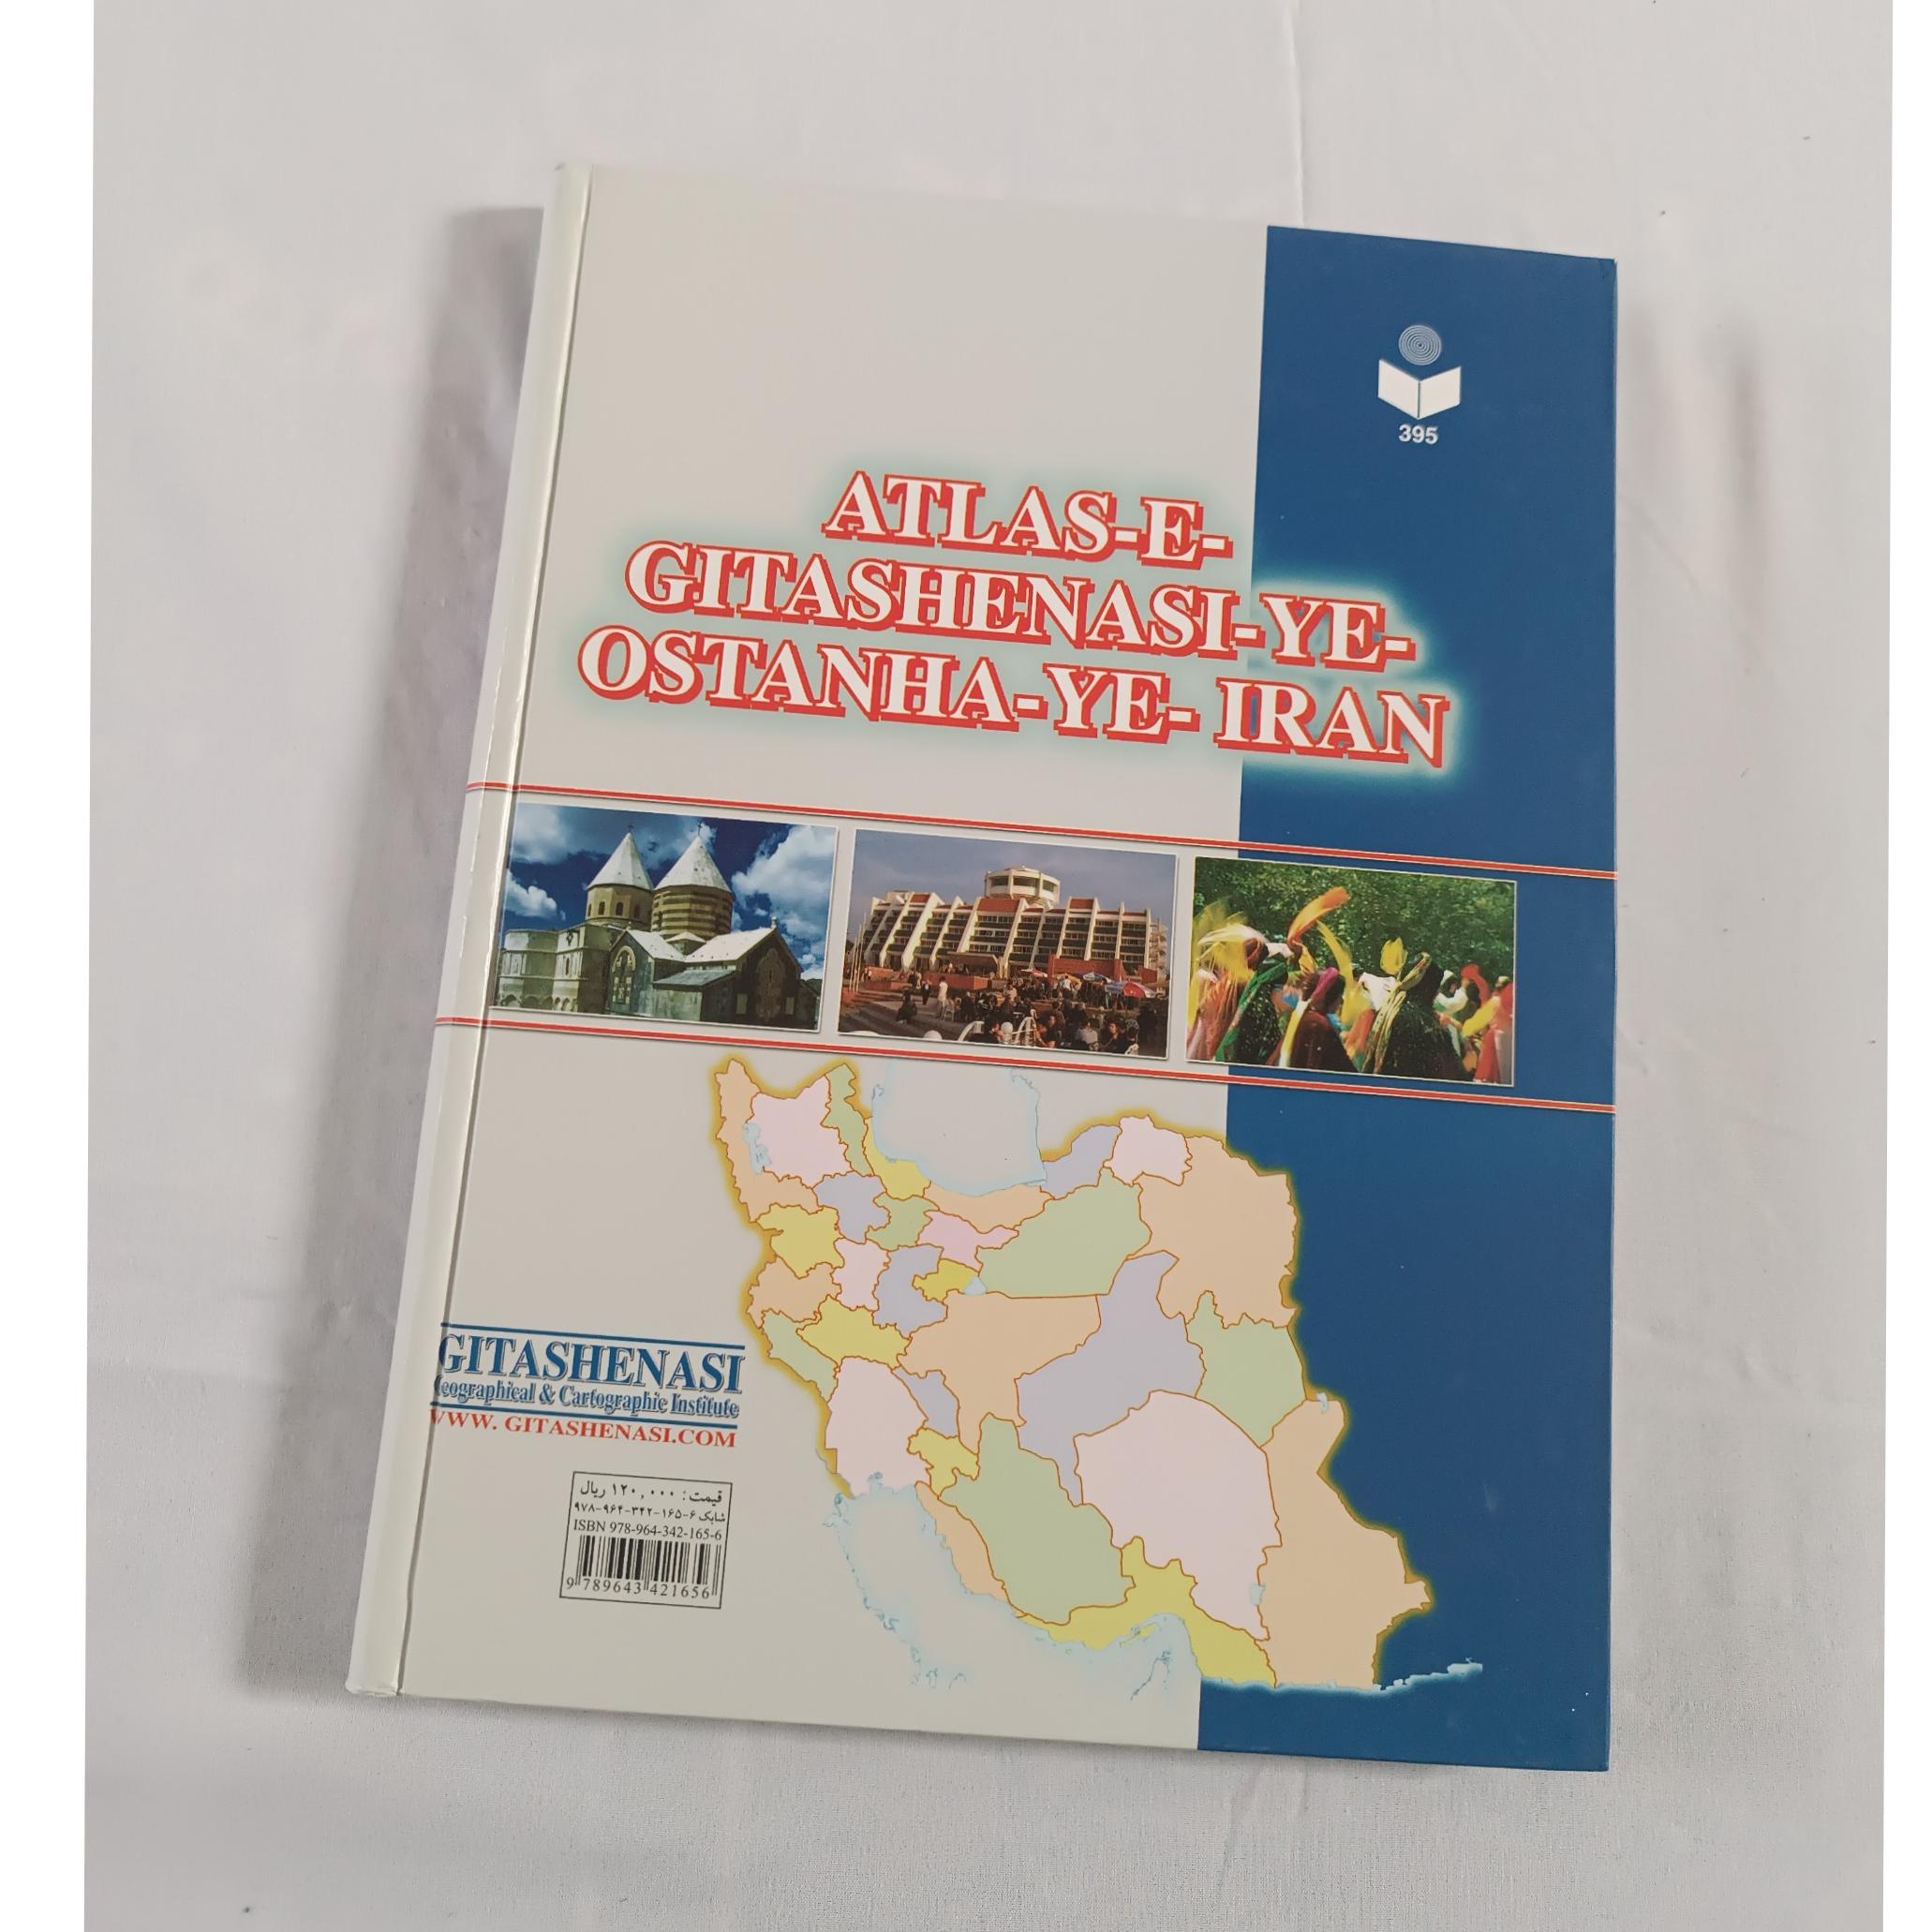 395
ATLAS-E-
GITASHENASI-YE-
OSTANHA-YE- IRAN
GITASHENASI
Geographical & Cartographic Institute
WWW. GITASHENASI.COM
قیمت: ۱۲۰,۰۰۰ ریال
شابک ۶-۱۶۵-۳۴۲-۹۶۴-۹۷۸
ISBN 978-964-342-165-6
9 789643 421656